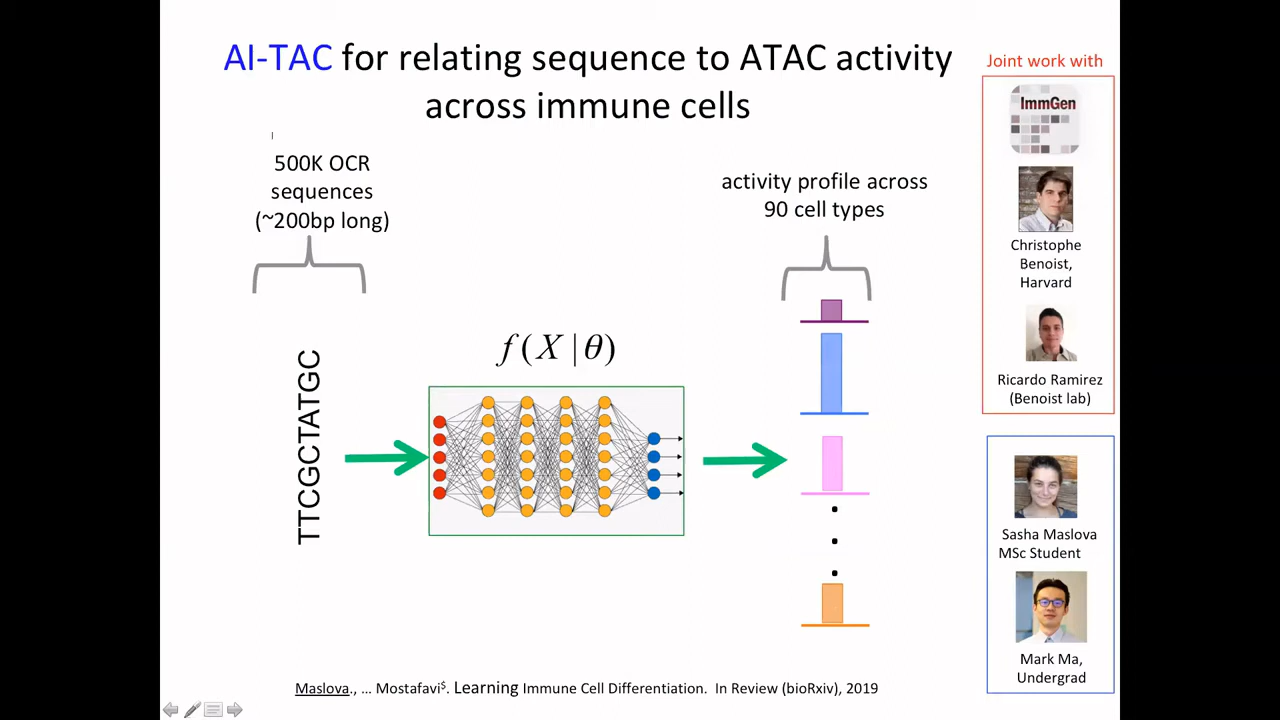 AI-TAC for relating sequence to ATAC activity
across immune cells
Joint work with
ImmGen
500K OCR
sequences
(~200bp long)
activity profile across
90 cell types
Christophe
Benoist,
Harvard
f(X|θ)
TTCGCTATGC
Ricardo Ramirez
(Benoist lab)
Sasha Maslova
MSc Student
Mark Ma,
Undergrad
Maslova., … Mostafavi$. Learning Immune Cell Differentiation. In Review (bioRxiv), 2019